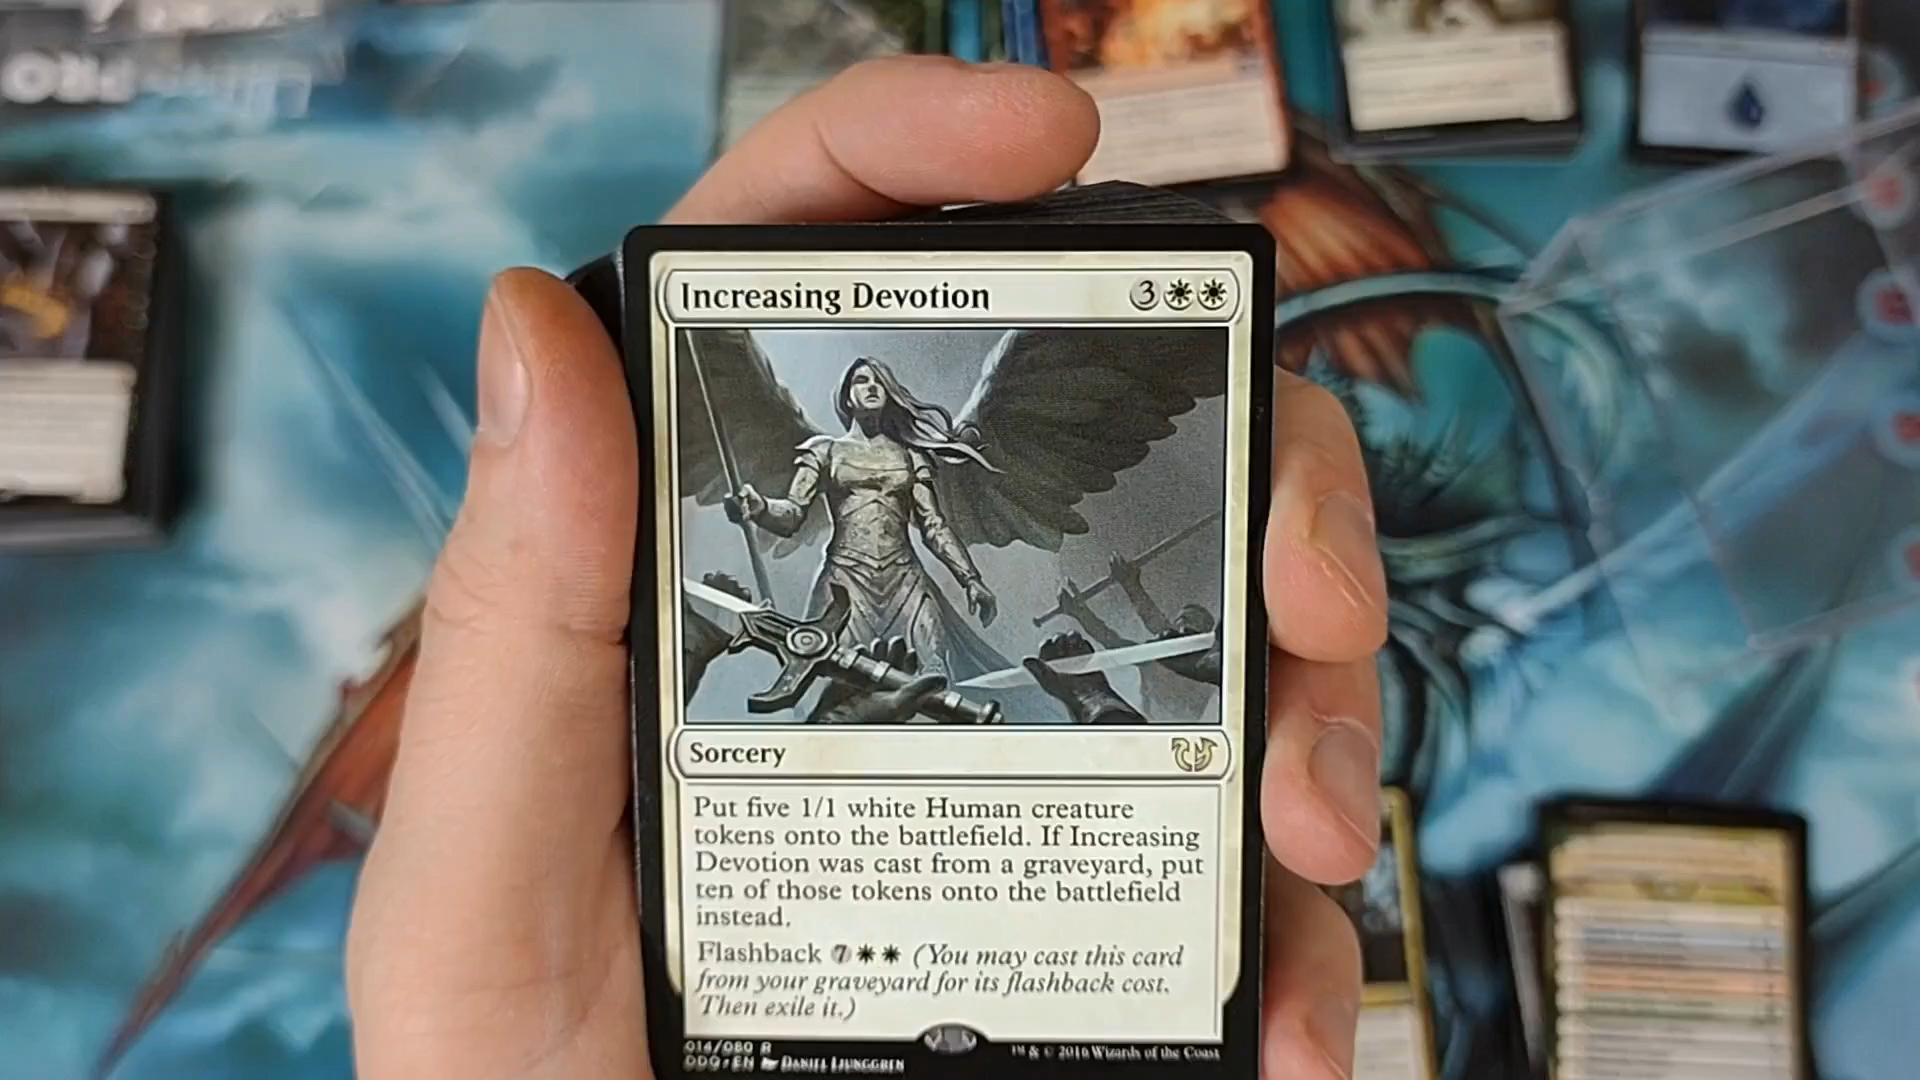 PRO
Increasing Devotion 3
Sorcery
Put five 1/1 white Human creature
tokens onto the battlefield. If Increasing
Devotion was cast from a graveyard, put
ten of those tokens onto the battlefield
instead.
Flashback 7 (You may cast this card
from your graveyard for its flashback cost.
Then exile it.)
014/080 R
DDQ • EN Daniel Ljunggren
™ & © 2016 Wizards of the Coast